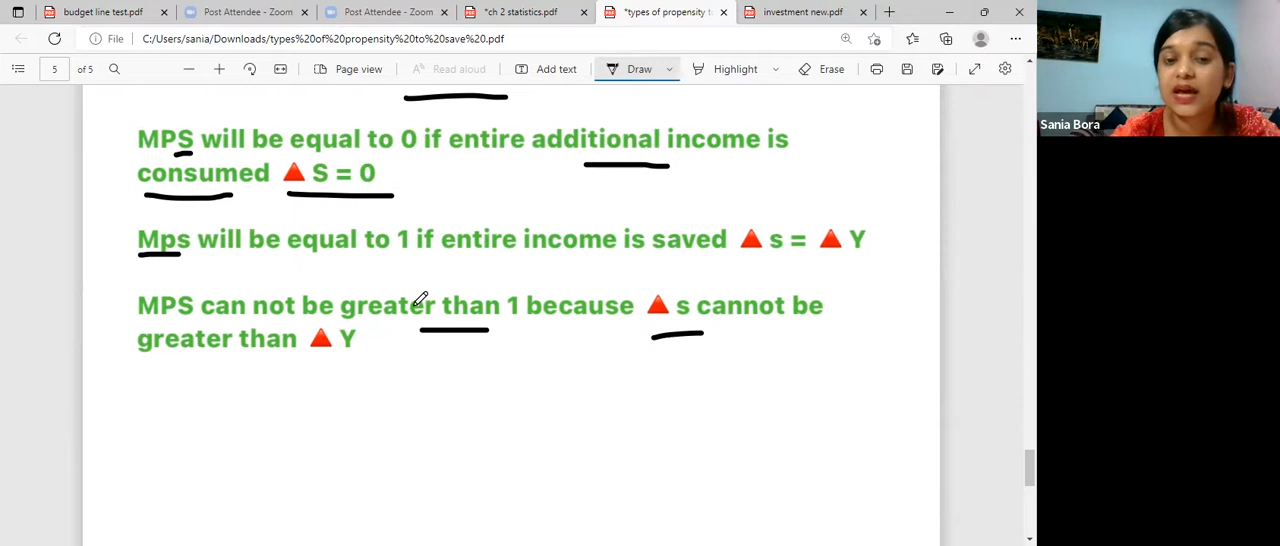 budget line test.pdf
Post Attendee - Zoom
Post Attendee - Zoom
*ch 2 statistics.pdf
*types of propensity t
investment new.pdf
File
C:/Users/sania/Downloads/types%20of%20propensity%20to%20save%20.pdf
5 of 5
Page view
Read aloud
Add text
Draw
Highlight
Erase
MPS will be equal to 0 if entire additional income is
consumed 🔺 S = 0
Mps will be equal to 1 if entire income is saved 🔺 s = 🔺 Y
MPS can not be greater than 1 because 🔺 s cannot be
greater than 🔺 Y
Sania Bora